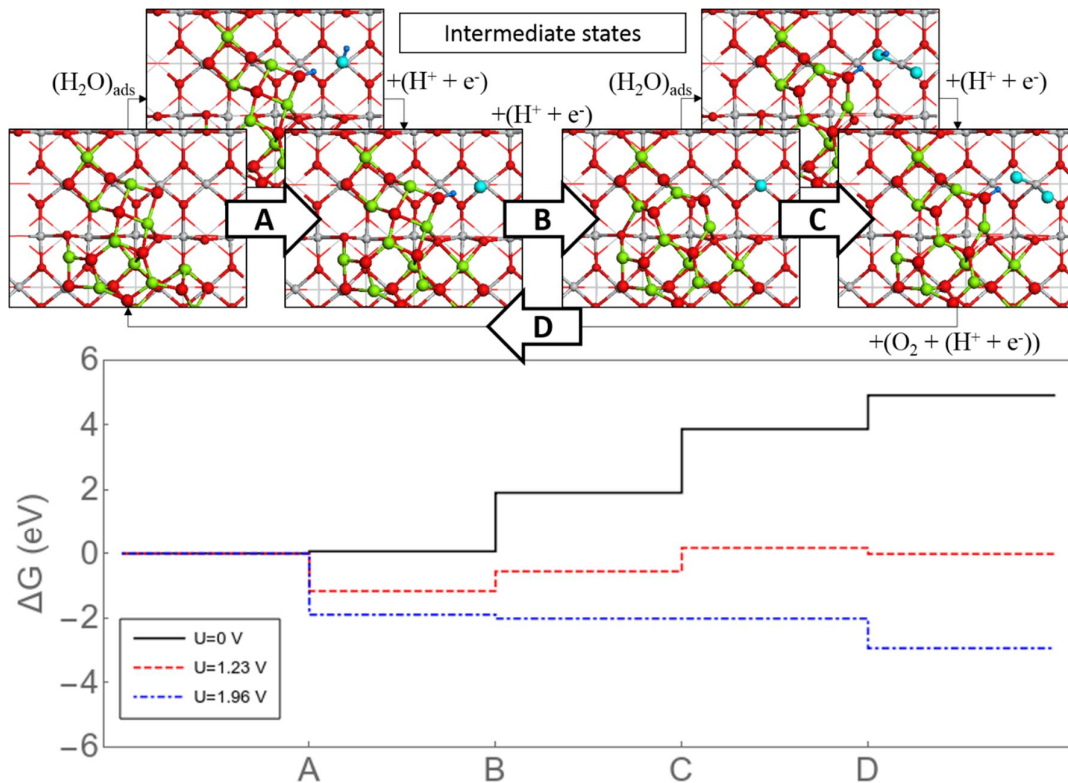 Intermediate states
(H₂O)ads
+(H⁺ + e⁻)
+(H⁺ + e⁻)
(H₂O)ads
+(H⁺ + e⁻)
A
B
C
D
+(O₂ + (H⁺ + e⁻))
6
4
2
0
−2
−4
−6
ΔG (eV)
U=0 V
U=1.23 V
U=1.96 V
A
B
C
D